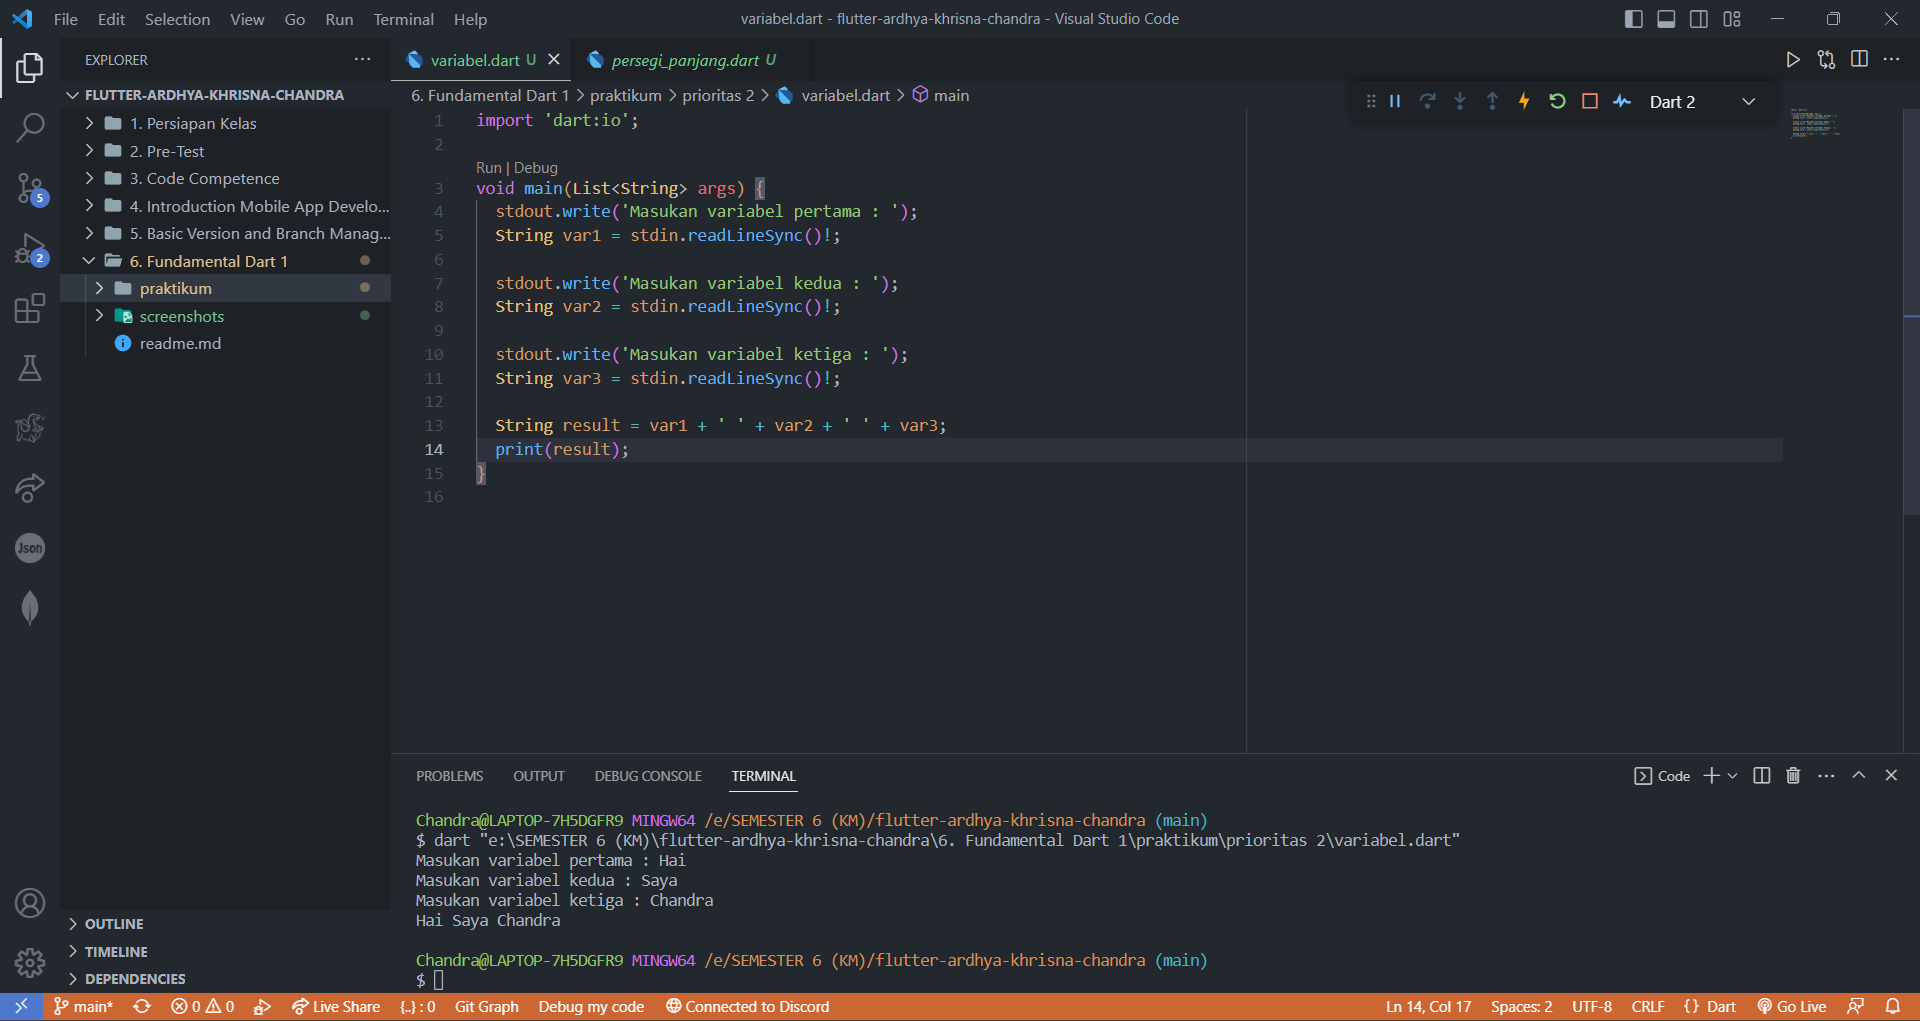 File Edit Selection View Go Run Terminal Help
variabel.dart - flutter-ardhya-khrisna-chandra - Visual Studio Code
EXPLORER
FLUTTER-ARDHYA-KHRISNA-CHANDRA
1. Persiapan Kelas
2. Pre-Test
3. Code Competence
4. Introduction Mobile App Develo...
5. Basic Version and Branch Manag...
6. Fundamental Dart 1
praktikum
screenshots
readme.md
OUTLINE
TIMELINE
DEPENDENCIES
5
2
Json
variabel.dart U
persegi_panjang.dart U
6. Fundamental Dart 1 > praktikum > prioritas 2 > variabel.dart > main
Dart 2
1 import 'dart:io';
2
Run | Debug
3 void main(List<String> args) {
4 stdout.write('Masukan variabel pertama : ');
5 String var1 = stdin.readLineSync()!;
6
7 stdout.write('Masukan variabel kedua : ');
8 String var2 = stdin.readLineSync()!;
9
10 stdout.write('Masukan variabel ketiga : ');
11 String var3 = stdin.readLineSync()!;
12
13 String result = var1 + ' ' + var2 + ' ' + var3;
14 print(result);
15 }
16
PROBLEMS OUTPUT DEBUG CONSOLE TERMINAL
Code
Chandra@LAPTOP-7H5DGFR9 MINGW64 /e/SEMESTER 6 (KM)/flutter-ardhya-khrisna-chandra (main)
$ dart "e:\SEMESTER 6 (KM)\flutter-ardhya-khrisna-chandra\6. Fundamental Dart 1\praktikum\prioritas 2\variabel.dart"
Masukan variabel pertama : Hai
Masukan variabel kedua : Saya
Masukan variabel ketiga : Chandra
Hai Saya Chandra
Chandra@LAPTOP-7H5DGFR9 MINGW64 /e/SEMESTER 6 (KM)/flutter-ardhya-khrisna-chandra (main)
$
main* 0 0 Live Share {..} : 0 Git Graph Debug my code Connected to Discord
Ln 14, Col 17 Spaces: 2 UTF-8 CRLF {} Dart Go Live